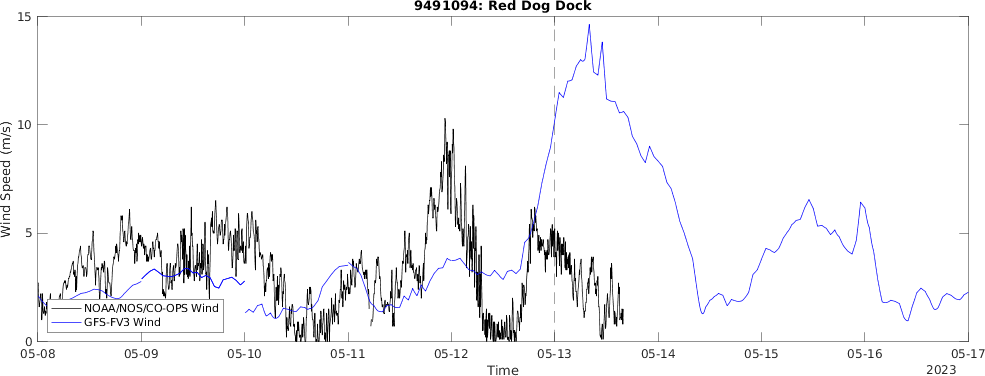 9491094: Red Dog Dock
Wind Speed (m/s)
15
10
5
0
NOAA/NOS/CO-OPS Wind
GFS-FV3 Wind
05-08 05-09 05-10 05-11 05-12 05-13 05-14 05-15 05-16 05-17
Time
2023